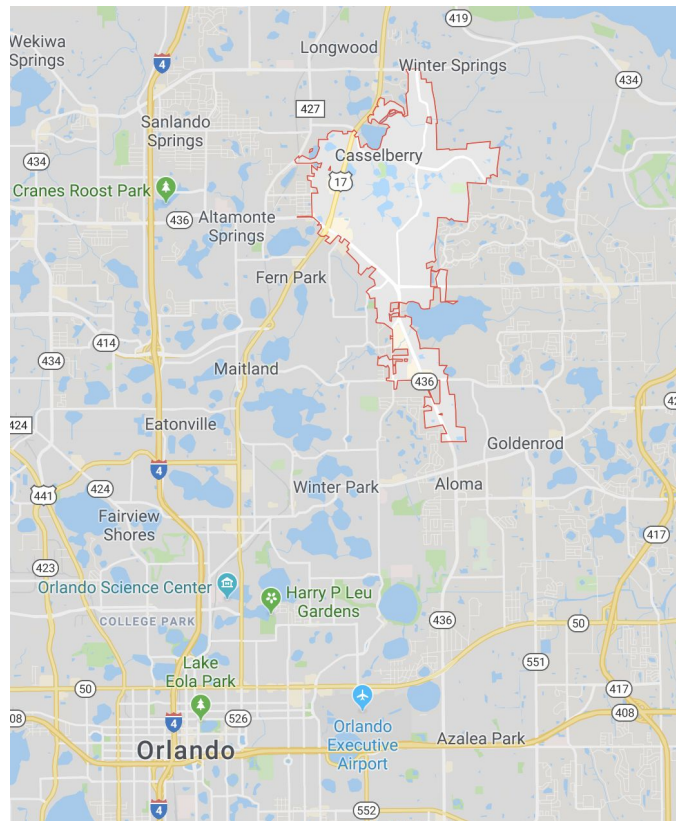 419
Longwood
Wekiwa
Springs
4
Winter Springs
434
427
Sanlando
Springs
Casselberry
434
17
Cranes Roost Park
436
Altamonte
Springs
Fern Park
414
434
Maitland
436
42
424
Eatonville
Goldenrod
4
Aloma
424
Winter Park
441
Fairview
Shores
417
423
Orlando Science Center
Harry P Leu
Gardens
COLLEGE PARK
436
50
551
Lake
Eola Park
50
417
408
526
4
08
Orlando
Executive
Airport
Azalea Park
Orlando
4
552